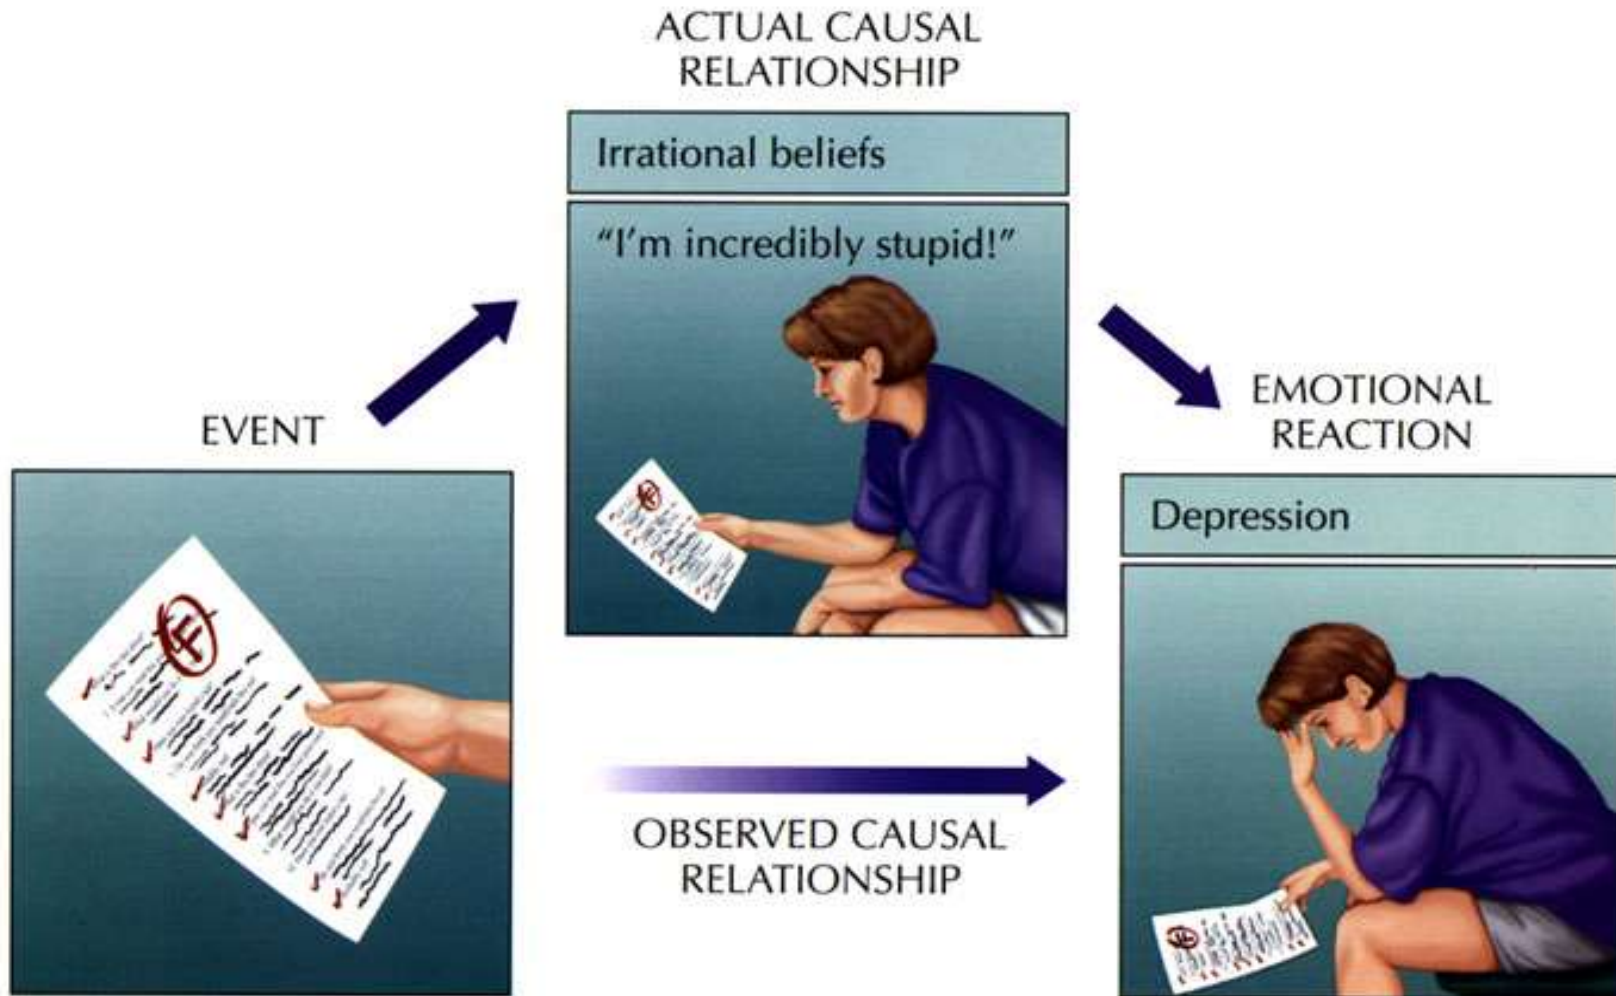 ACTUAL CAUSAL
RELATIONSHIP
Irrational beliefs
"I'm incredibly stupid!"
EVENT
F
F
EMOTIONAL
REACTION
Depression
OBSERVED CAUSAL
RELATIONSHIP
F